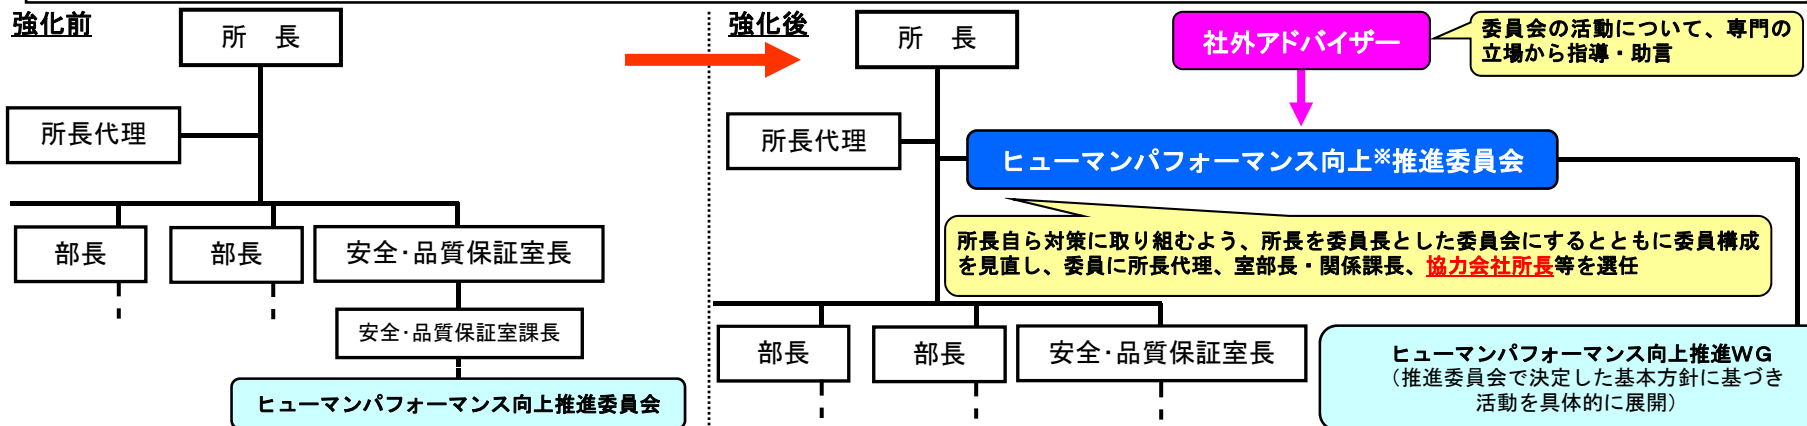 強化前
所　長
所長代理
部長
部長
安全・品質保証室長
安全・品質保証室課長
ヒューマンパフォーマンス向上推進委員会
強化後
所　長
社外アドバイザー
委員会の活動について、専門の
立場から指導・助言
所長代理
ヒューマンパフォーマンス向上※推進委員会
所長自ら対策に取り組むよう、所長を委員長とした委員会にするとともに委員構成
を見直し、委員に所長代理、室部長・関係課長、協力会社所長等を選任
部長
部長
安全・品質保証室長
ヒューマンパフォーマンス向上推進WG
（推進委員会で決定した基本方針に基づき
活動を具体的に展開）